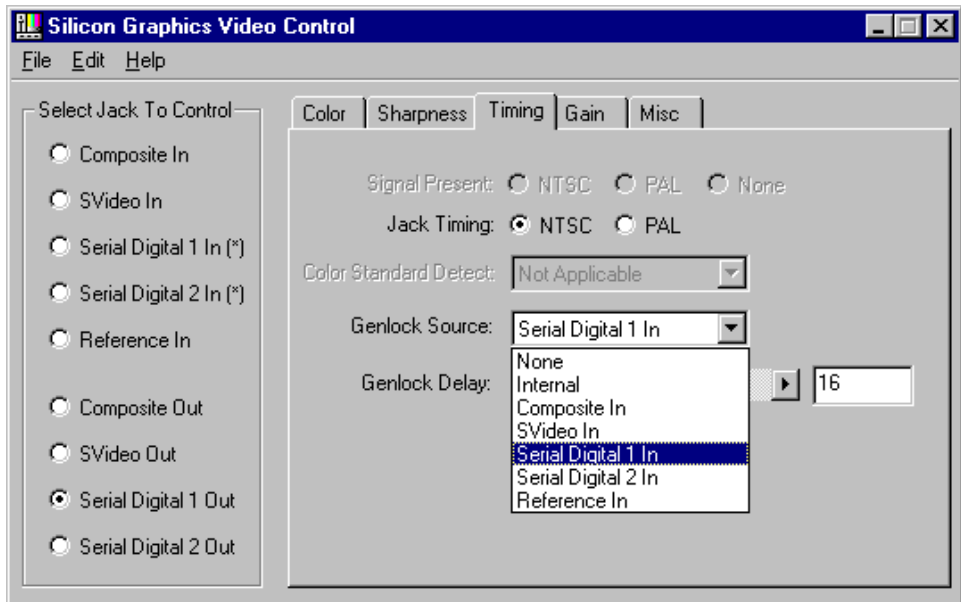 Silicon Graphics Video Control
File Edit Help
Select Jack To Control
Composite In
SVideo In
Serial Digital 1 In (*)
Serial Digital 2 In (*)
Reference In
Composite Out
SVideo Out
Serial Digital 1 Out
Serial Digital 2 Out
Color Sharpness Timing Gain Misc
Signal Present: NTSC PAL None
Jack Timing: NTSC PAL
Color Standard Detect: Not Applicable
Genlock Source: Serial Digital 1 In
None
Internal
Composite In
SVideo In
Serial Digital 1 In
Serial Digital 2 In
Reference In
Genlock Delay: 16